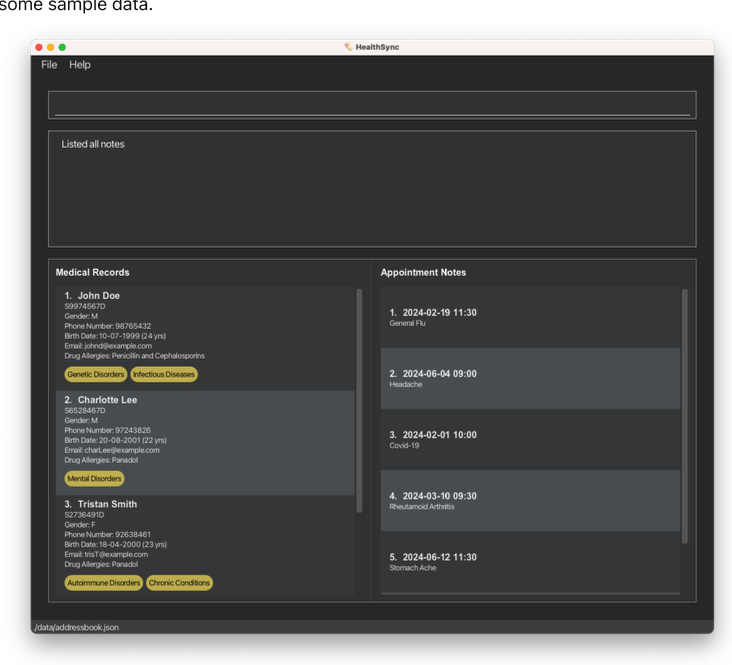 some sample data.
HealthSync
File Help
Listed all notes
Medical Records
1. John Doe
S9974567D
Gender: M
Phone Number: 98765432
Birth Date: 10-07-1999 (24 yrs)
Email: johnd@example.com
Drug Allergies: Penicillin and Cephalosporins
Genetic Disorders Infectious Diseases
2. Charlotte Lee
S6528467D
Gender: M
Phone Number: 97243826
Birth Date: 20-08-2001 (22 yrs)
Email: charLee@example.com
Drug Allergies: Panadol
Mental Disorders
3. Tristan Smith
S2736491D
Gender: F
Phone Number: 92638461
Birth Date: 18-04-2000 (23 yrs)
Email: trisT@example.com
Drug Allergies: Panadol
Autoimmune Disorders Chronic Conditions
Appointment Notes
1. 2024-02-19 11:30
General Flu
2. 2024-06-04 09:00
Headache
3. 2024-02-01 10:00
Covid-19
4. 2024-03-10 09:30
Rheutamoid Arthritis
5. 2024-06-12 11:30
Stomach Ache
./data/addressbook.json